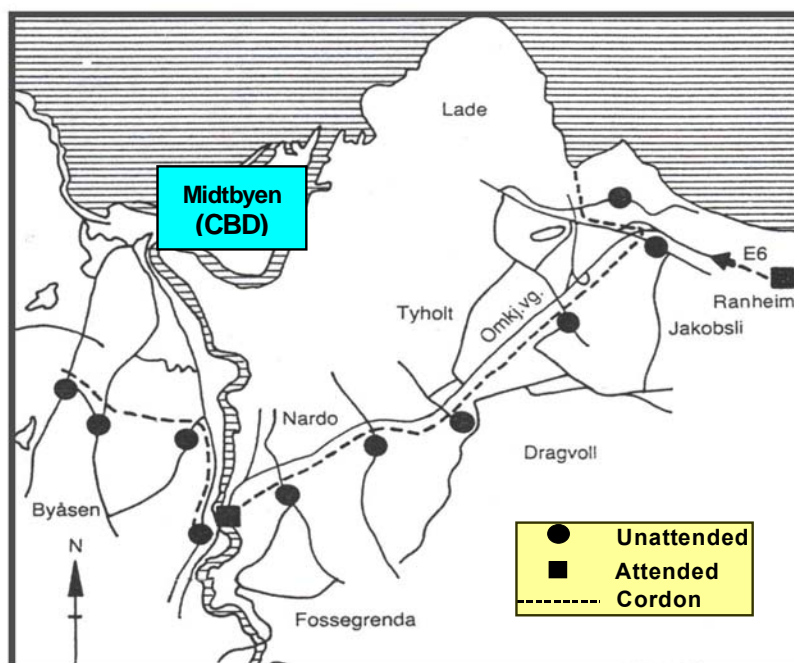 Lade
Midtbyen
(CBD)
E6
Ranheim
Tyholt
Omkj.vg.
Jakobsli
Nardo
Dragvoll
Byåsen
N
Fossegrenda
Unattended
Attended
Cordon